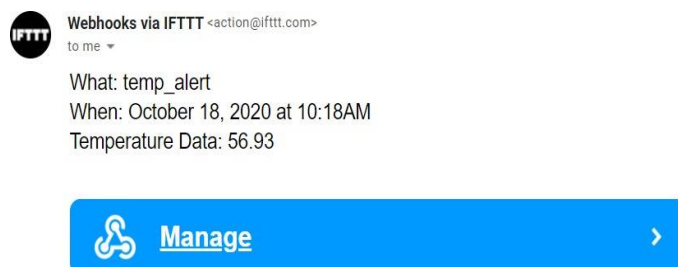 IFTTT
Webhooks via IFTTT <action@ifttt.com>
to me
What: temp_alert
When: October 18, 2020 at 10:18AM
Temperature Data: 56.93
Manage